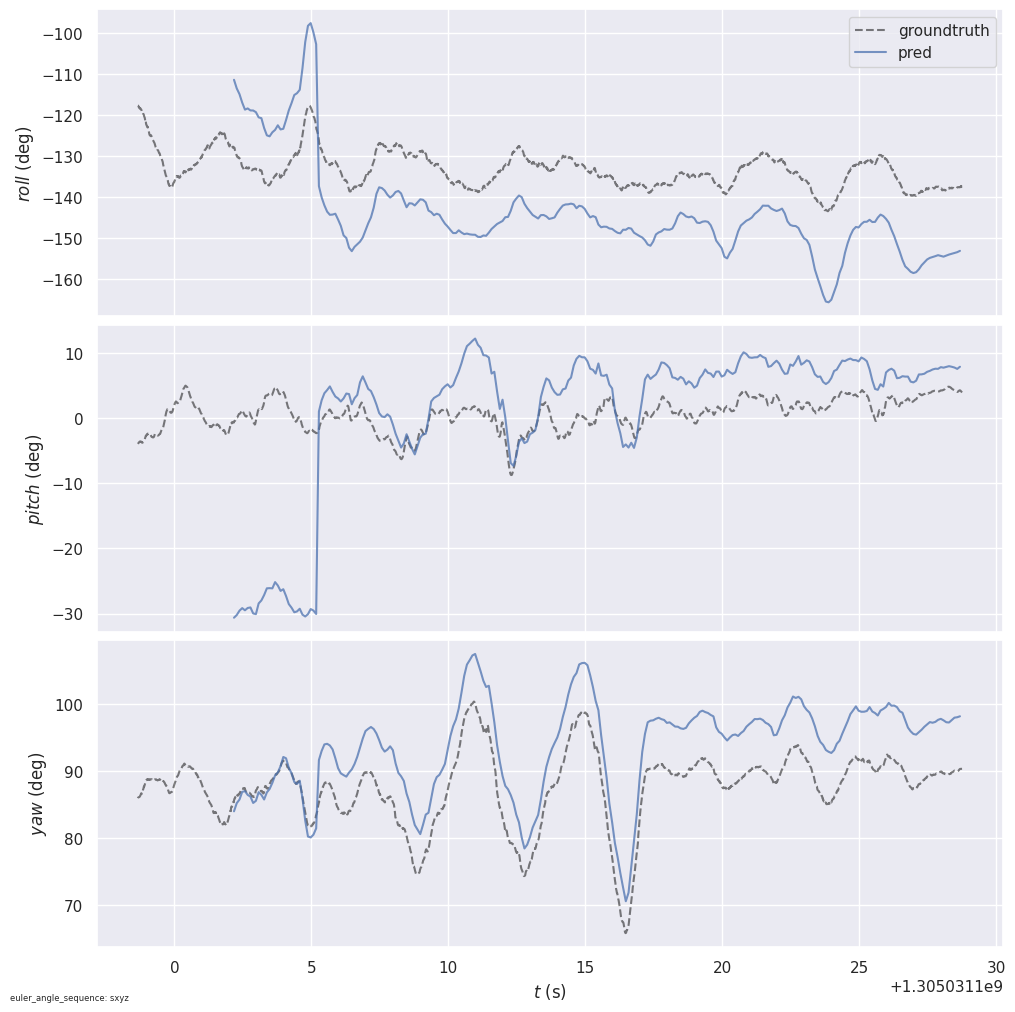 groundtruth
pred
−100
−110
−120
−130
−140
−150
−160
roll (deg)
10
0
−10
−20
−30
pitch (deg)
100
90
80
70
yaw (deg)
0 5 10 15 20 25 30
t (s)
+1.3050311e9
euler_angle_sequence: sxyz